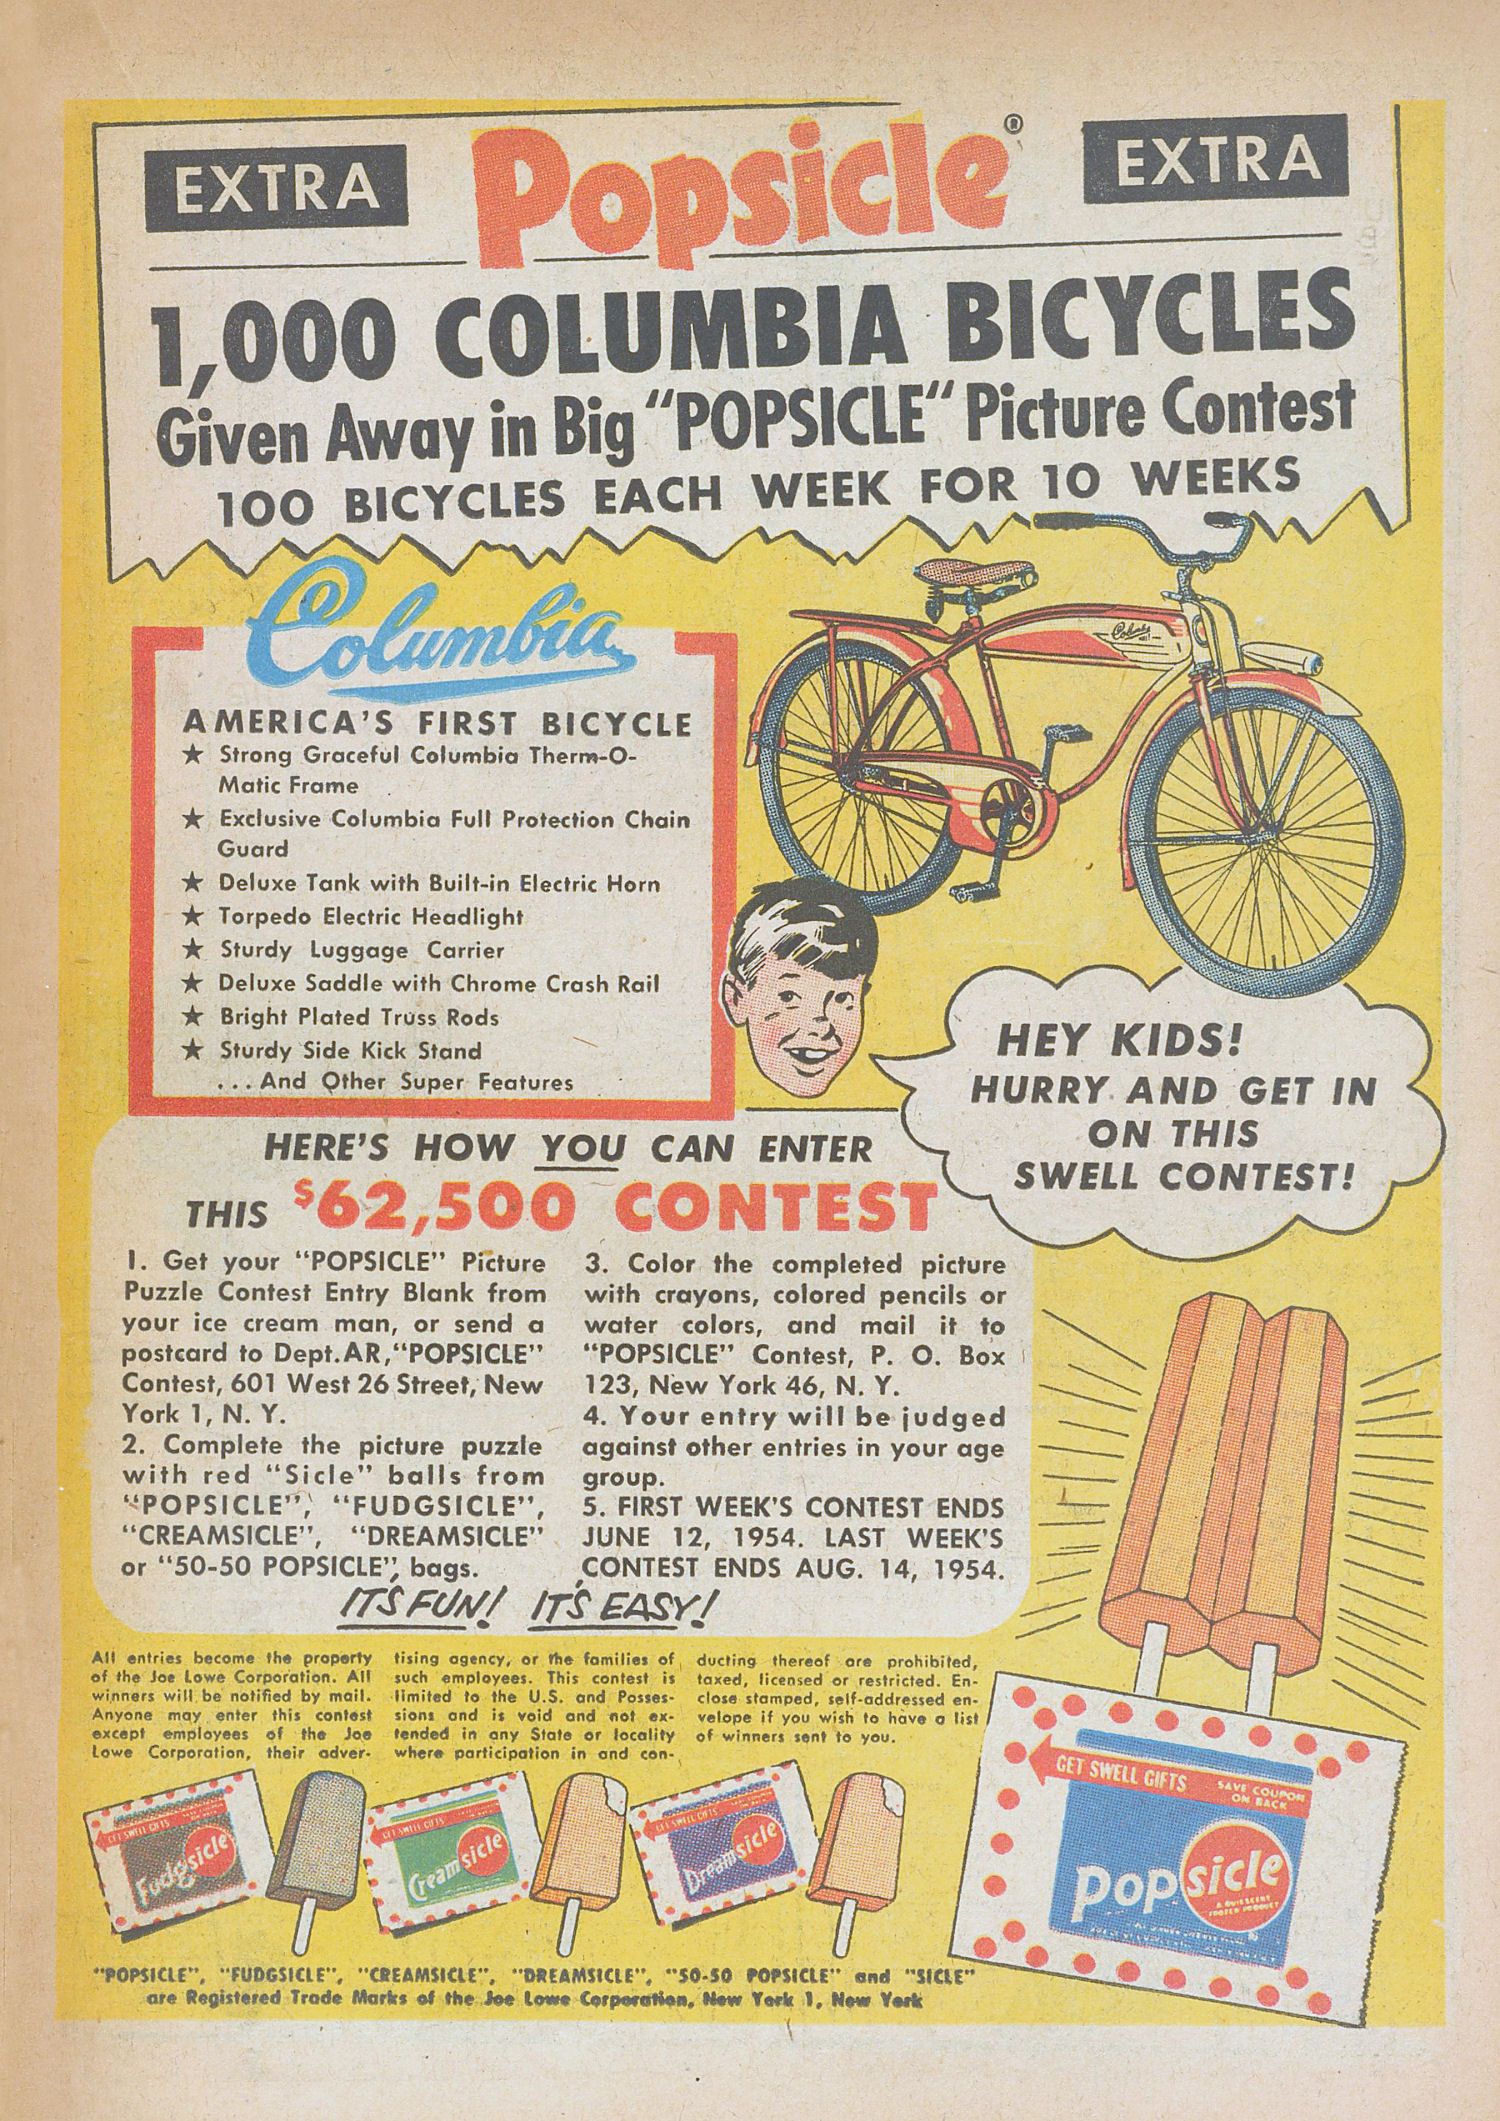 EXTRA Popsicle® EXTRA
1,000 COLUMBIA BICYCLES
Given Away in Big "POPSICLE" Picture Contest
100 BICYCLES EACH WEEK FOR 10 WEEKS
Columbia
Columbia
AMERICA'S FIRST BICYCLE
★ Strong Graceful Columbia Therm-O-
Matic Frame
★ Exclusive Columbia Full Protection Chain
Guard
★ Deluxe Tank with Built-in Electric Horn
★ Torpedo Electric Headlight
★ Sturdy Luggage Carrier
★ Deluxe Saddle with Chrome Crash Rail
★ Bright Plated Truss Rods
★ Sturdy Side Kick Stand
...And Other Super Features
HEY KIDS!
HURRY AND GET IN
ON THIS
SWELL CONTEST!
HERE'S HOW YOU CAN ENTER
THIS $62,500 CONTEST
1. Get your "POPSICLE" Picture
Puzzle Contest Entry Blank from
your ice cream man, or send a
postcard to Dept.AR,"POPSICLE"
Contest, 601 West 26 Street, New
York 1, N. Y.
2. Complete the picture puzzle
with red "Sicle" balls from
"POPSICLE", "FUDGSICLE",
"CREAMSICLE", "DREAMSICLE"
or "50-50 POPSICLE", bags.
3. Color the completed picture
with crayons, colored pencils or
water colors, and mail it to
"POPSICLE" Contest, P. O. Box
123, New York 46, N. Y.
4. Your entry will be judged
against other entries in your age
group.
5. FIRST WEEK'S CONTEST ENDS
JUNE 12, 1954. LAST WEEK'S
CONTEST ENDS AUG. 14, 1954.
IT'S FUN! IT'S EASY!
All entries become the property
of the Joe Lowe Corporation. All
winners will be notified by mail.
Anyone may enter this contest
except employees of the Joe
Lowe Corporation, their adver-
tising agency, or the families of
such employees. This contest is
limited to the U.S. and Posses-
sions and is void and not ex-
tended in any State or locality
where participation in and con-
ducting thereof are prohibited,
taxed, licensed or restricted. En-
close stamped, self-addressed en-
velope if you wish to have a list
of winners sent to you.
GET SWELL GIFTS
Fudgsicle
GET SWELL GIFTS
Creamsicle
GET SWELL GIFTS
Dreamsicle
GET SWELL GIFTS SAVE COUPON
ON BACK
Popsicle
A QUIESCENT
FROZEN PRODUCT
"POPSICLE", "FUDGSICLE", "CREAMSICLE", "DREAMSICLE", "50-50 POPSICLE" and "SICLE"
are Registered Trade Marks of the Joe Lowe Corporation, New York 1, New York